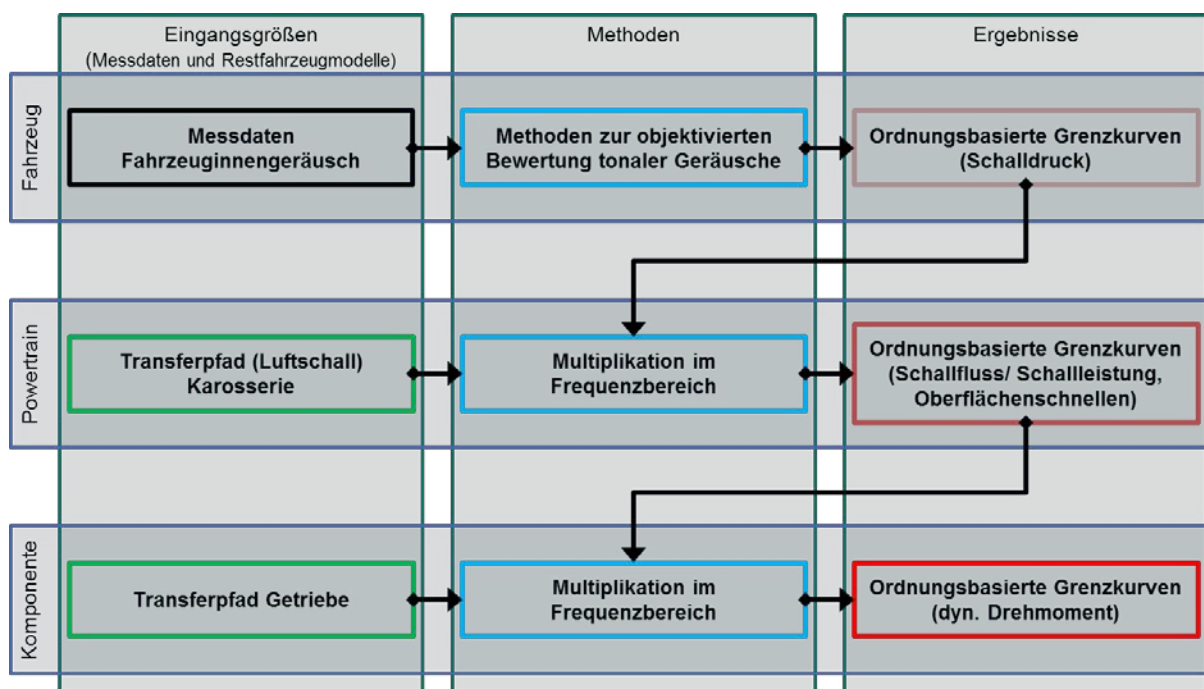 Eingangsgrößen
(Messdaten und Restfahrzeugmodelle)
Methoden
Ergebnisse
Fahrzeug
Messdaten
Fahrzeuginnengeräusch
Methoden zur objektivierten
Bewertung tonaler Geräusche
Ordnungsbasierte Grenzkurven
(Schalldruck)
Powertrain
Transferpfad (Luftschall)
Karosserie
Multiplikation im
Frequenzbereich
Ordnungsbasierte Grenzkurven
(Schallfluss/ Schallleistung,
Oberflächenschnellen)
Komponente
Transferpfad Getriebe
Multiplikation im
Frequenzbereich
Ordnungsbasierte Grenzkurven
(dyn. Drehmoment)